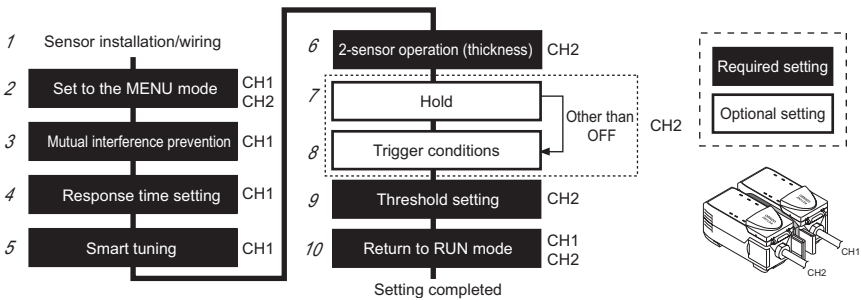 1 Sensor installation/wiring
2 Set to the MENU mode CH1
CH2
3 Mutual interference prevention CH1
4 Response time setting CH1
5 Smart tuning CH1
6 2-sensor operation (thickness) CH2
7 Hold
Other than
OFF
CH2
8 Trigger conditions
9 Threshold setting CH2
10 Return to RUN mode CH1
CH2
Setting completed
Required setting
Optional setting
CH1
CH2